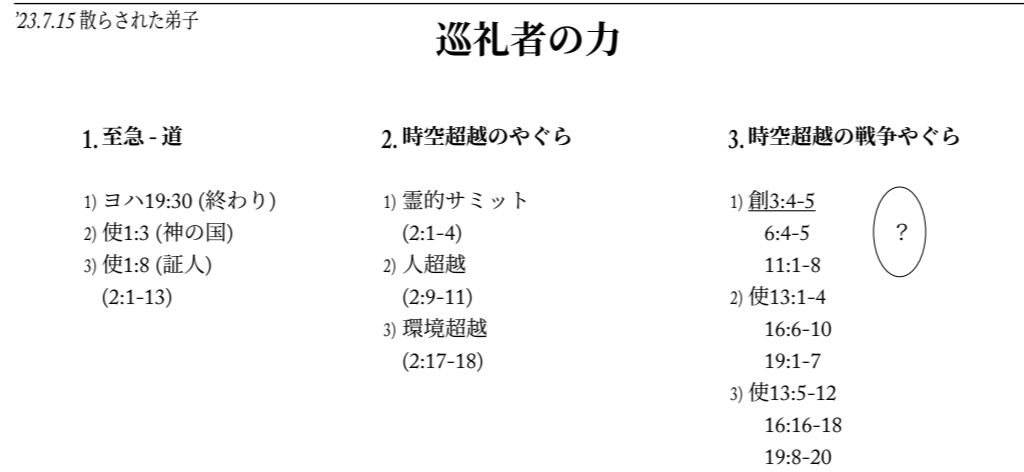 ’23.7.15 散らされた弟子
巡礼者の力
1. 至急 - 道
1) ヨハ19:30 (終わり)
2) 使1:3 (神の国)
3) 使1:8 (証人)
(2:1-13)
2. 時空超越のやぐら
1) 霊的サミット
(2:1-4)
2) 人超越
(2:9-11)
3) 環境超越
(2:17-18)
3. 時空超越の戦争やぐら
1) 創3:4-5
6:4-5
11:1-8
?
2) 使13:1-4
16:6-10
19:1-7
3) 使13:5-12
16:16-18
19:8-20